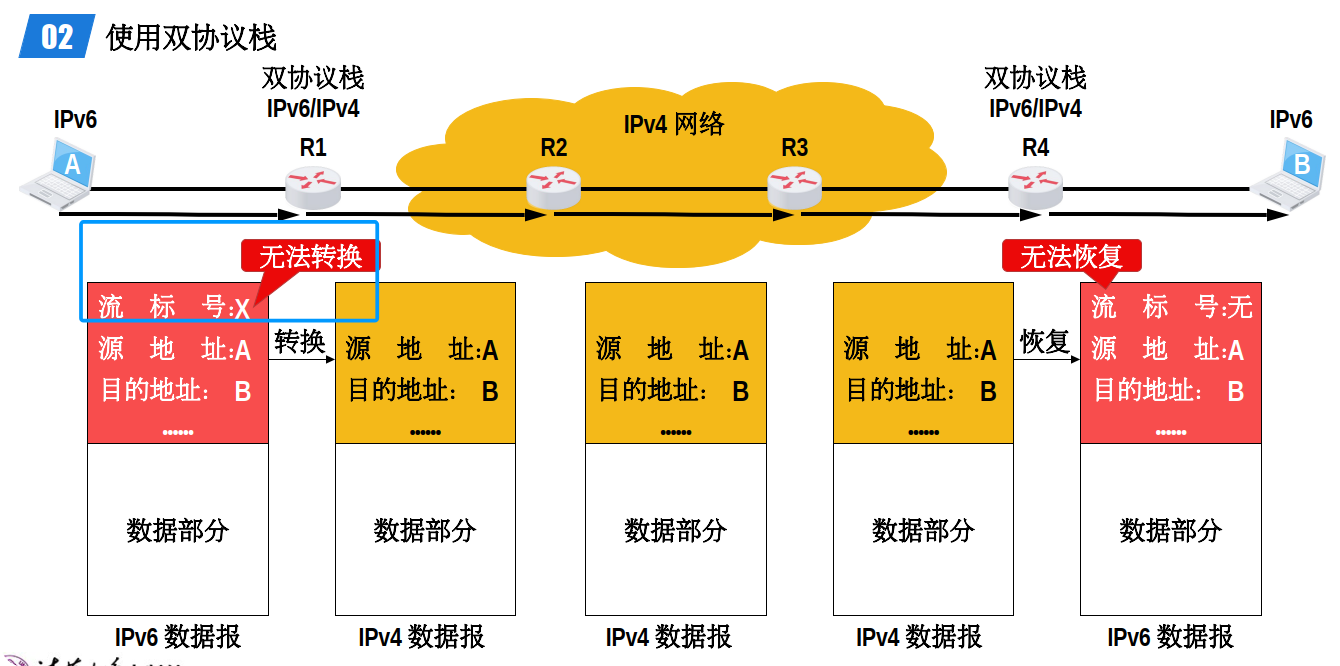 02 使用双协议栈
双协议栈
IPv6/IPv4
双协议栈
IPv6/IPv4
IPv6
IPv4 网络
IPv6
R1
R2
R3
R4
A
B
无法转换
无法恢复
流 标 号:X
源 地 址:A
目的地址: B
......
数据部分
IPv6 数据报
转换
源 地 址:A
目的地址: B
......
数据部分
IPv4 数据报
源 地 址:A
目的地址: B
......
数据部分
IPv4 数据报
源 地 址:A
目的地址: B
......
数据部分
IPv4 数据报
恢复
流 标 号:无
源 地 址:A
目的地址: B
......
数据部分
IPv6 数据报